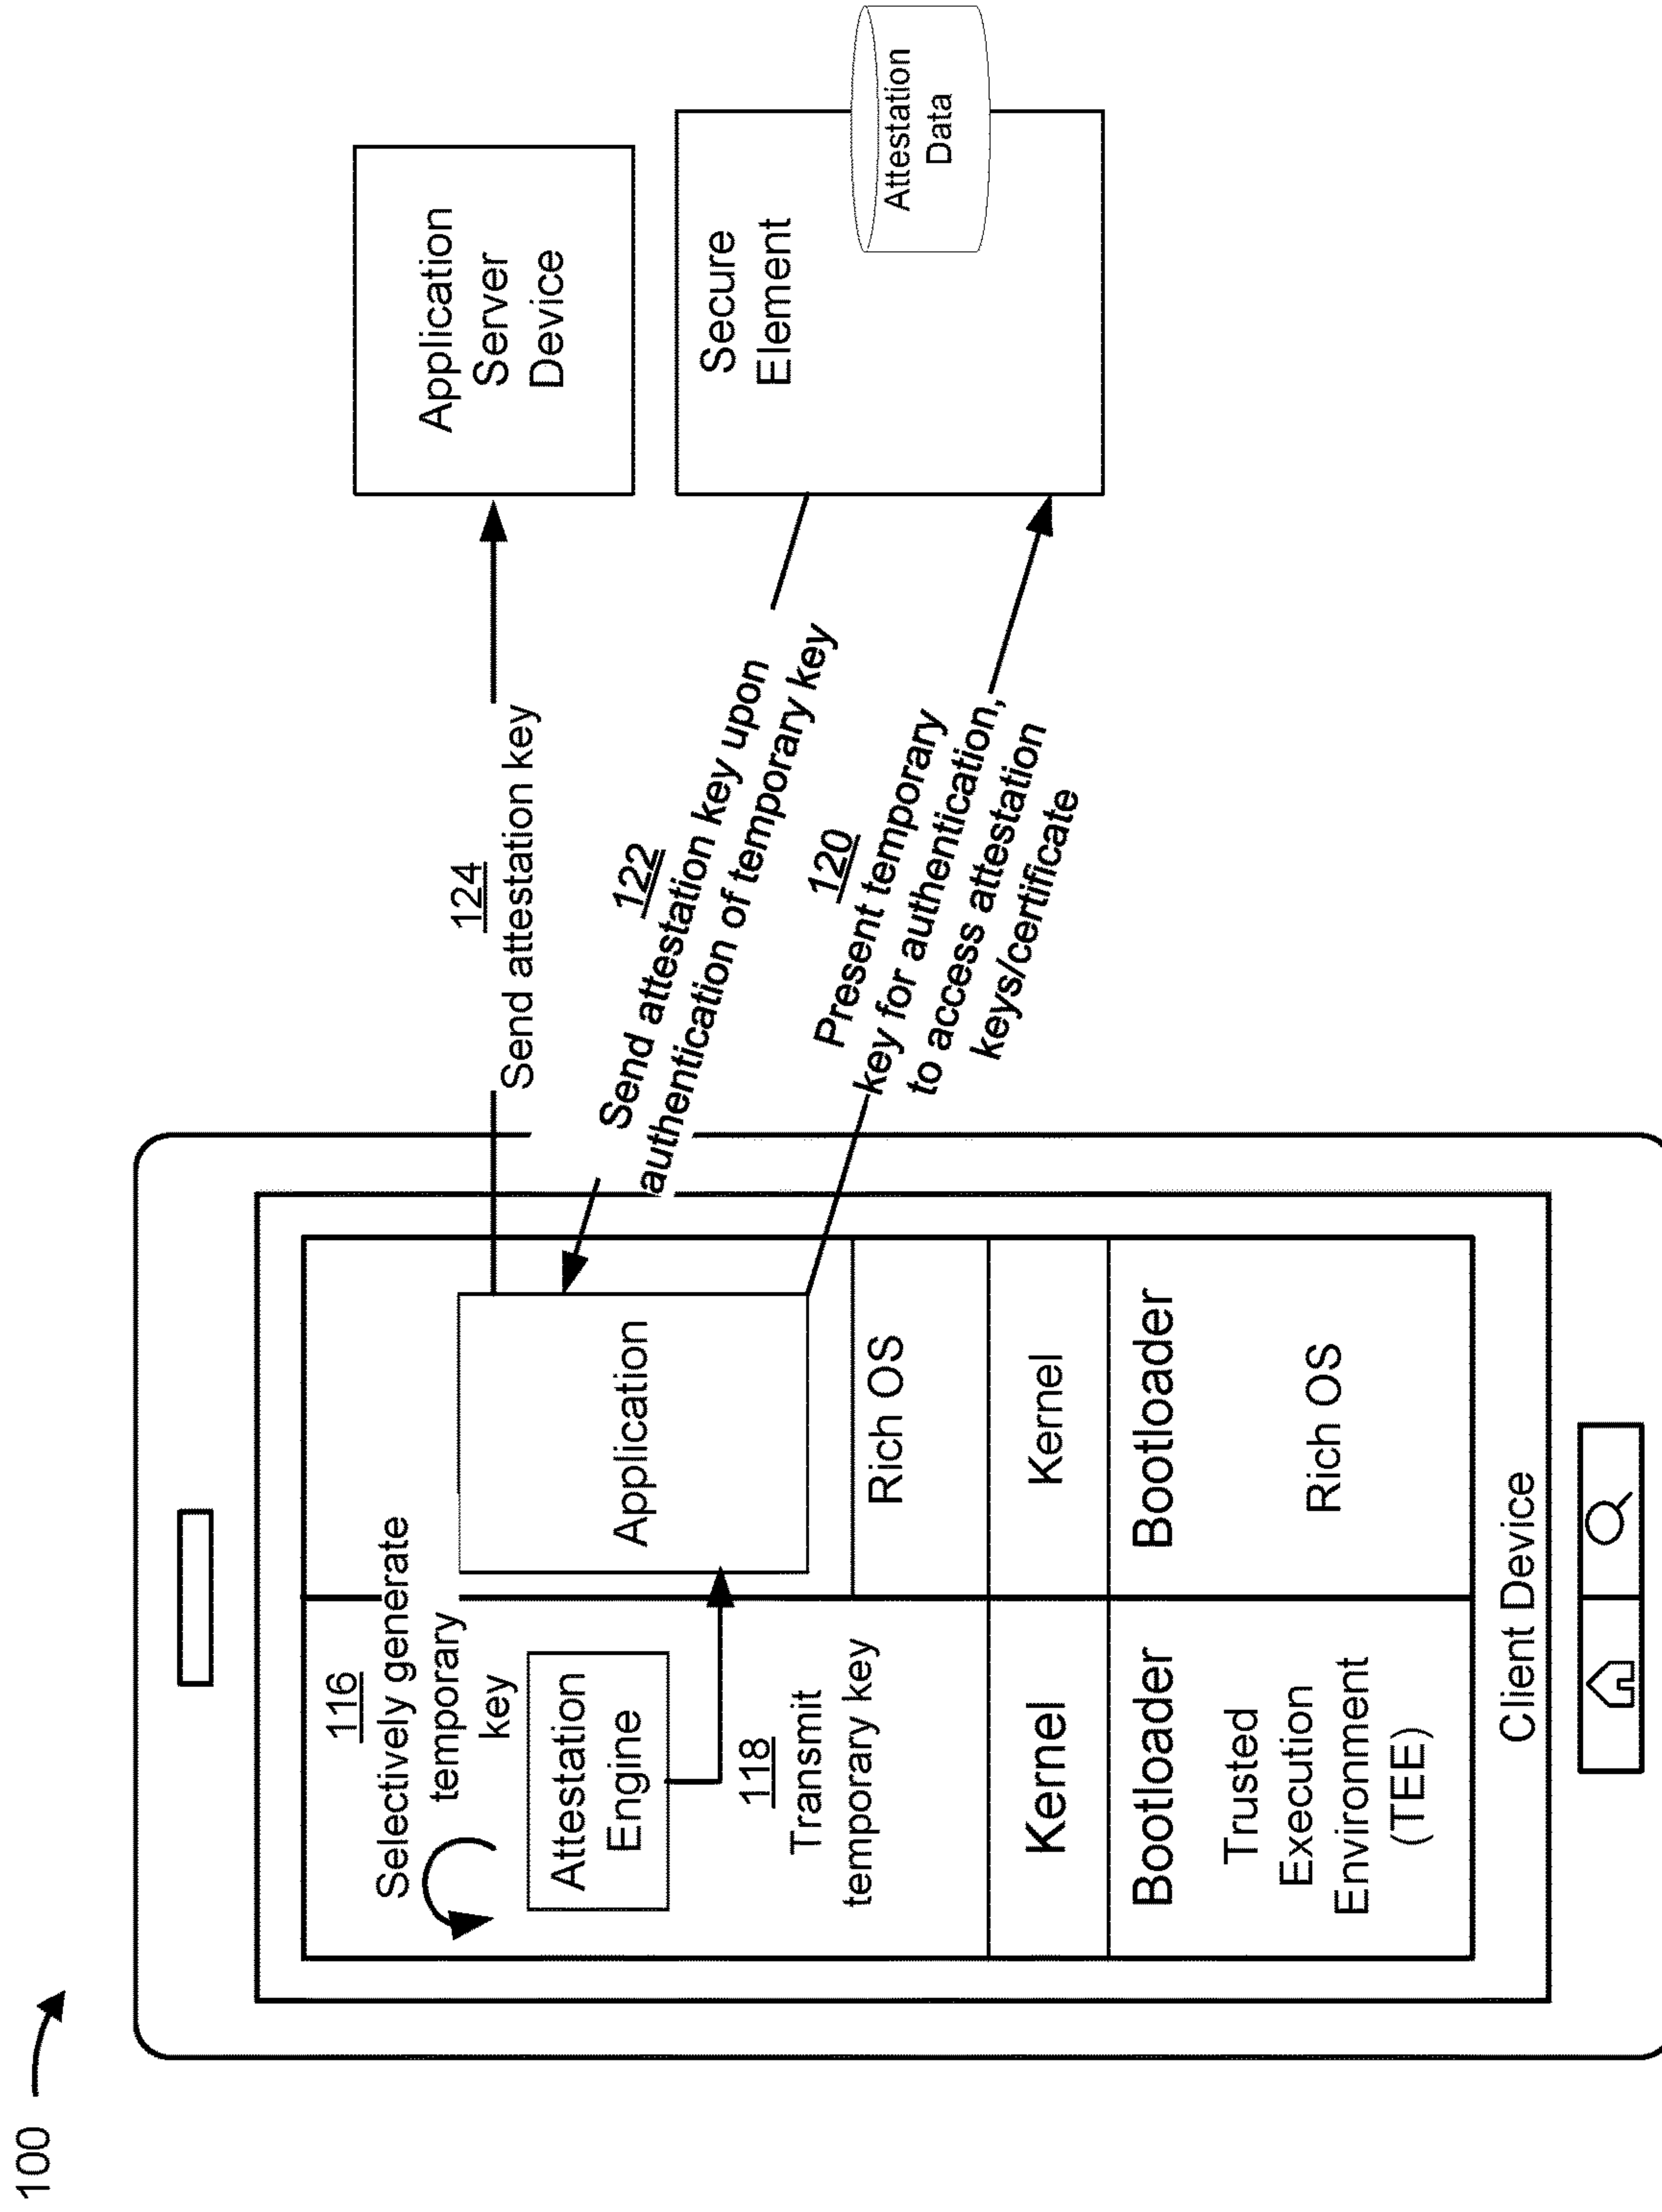 100
116
Selectively generate
temporary
key
Attestation
Engine
118
Transmit
temporary key
Kernel
Bootloader
Trusted
Execution
Environment
(TEE)
Application
Rich OS
Kernel
Bootloader
Rich OS
Client Device
124
Send attestation key
122
Send attestation key upon
authentication of temporary key
120
Present temporary
key for authentication,
to access attestation
keys/certificate
Application
Server
Device
Secure
Element
Attestation
Data